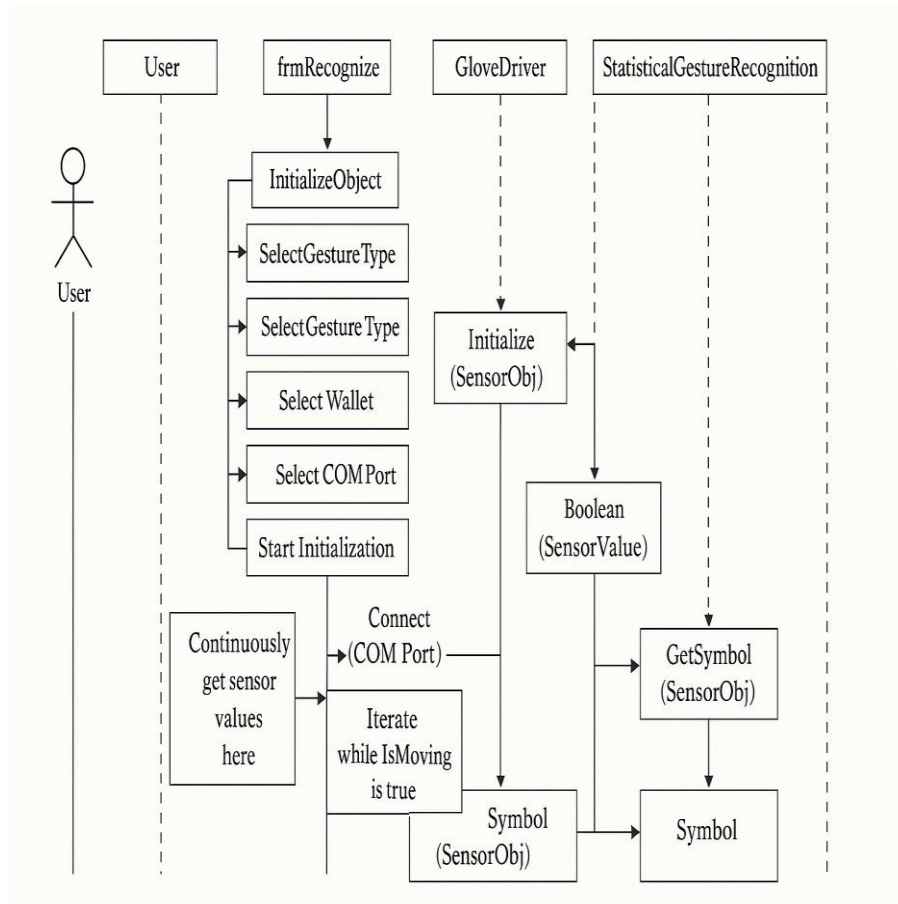 User
frmRecognize
GloveDriver
StatisticalGestureRecognition
InitializeObject
SelectGesture Type
User
SelectGesture Type
Initialize
(SensorObj)
Select Wallet
Select COM Port
Boolean
(SensorValue)
Start Initialization
Connect
(COM Port)
Continuously
get sensor
values
here
GetSymbol
(SensorObj)
Iterate
while IsMoving
is true
Symbol
(SensorObj)
Symbol